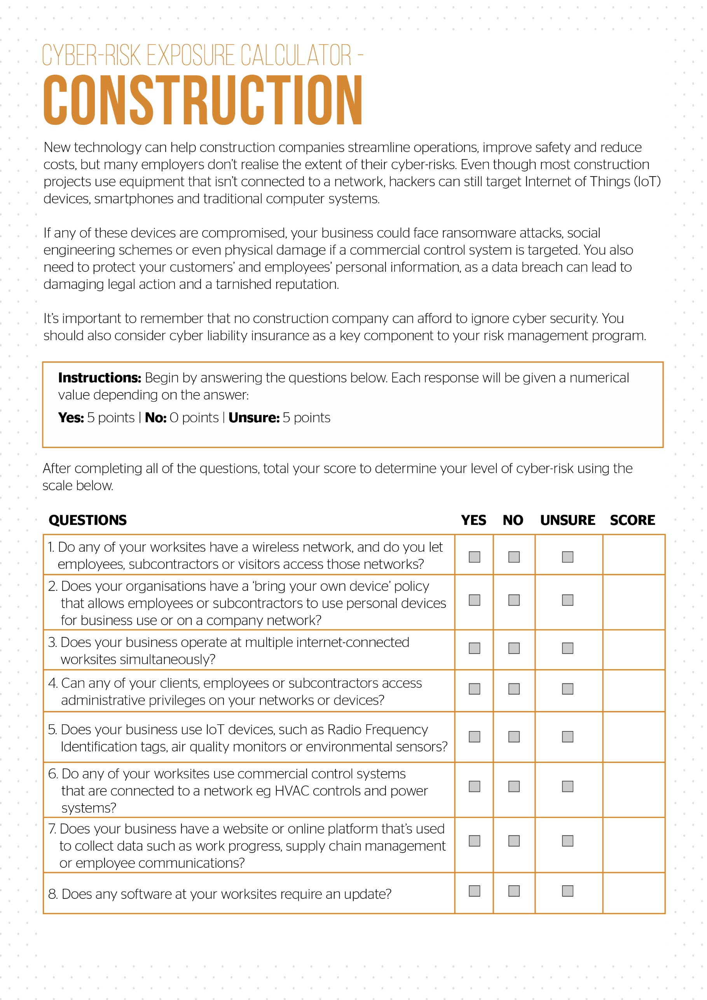 CYBER-RISK EXPOSURE CALCULATOR -
CONSTRUCTION
New technology can help construction companies streamline operations, improve safety and reduce
costs, but many employers don’t realise the extent of their cyber-risks. Even though most construction
projects use equipment that isn’t connected to a network, hackers can still target Internet of Things (IoT)
devices, smartphones and traditional computer systems.
If any of these devices are compromised, your business could face ransomware attacks, social
engineering schemes or even physical damage if a commercial control system is targeted. You also
need to protect your customers’ and employees’ personal information, as a data breach can lead to
damaging legal action and a tarnished reputation.
It’s important to remember that no construction company can afford to ignore cyber security. You
should also consider cyber liability insurance as a key component to your risk management program.
Instructions: Begin by answering the questions below. Each response will be given a numerical
value depending on the answer:
Yes: 5 points | No: 0 points | Unsure: 5 points
After completing all of the questions, total your score to determine your level of cyber-risk using the
scale below.
QUESTIONS YES NO UNSURE SCORE
1. Do any of your worksites have a wireless network, and do you let
employees, subcontractors or visitors access those networks?
2. Does your organisations have a ‘bring your own device’ policy
that allows employees or subcontractors to use personal devices
for business use or on a company network?
3. Does your business operate at multiple internet-connected
worksites simultaneously?
4. Can any of your clients, employees or subcontractors access
administrative privileges on your networks or devices?
5. Does your business use IoT devices, such as Radio Frequency
Identification tags, air quality monitors or environmental sensors?
6. Do any of your worksites use commercial control systems
that are connected to a network eg HVAC controls and power
systems?
7. Does your business have a website or online platform that’s used
to collect data such as work progress, supply chain management
or employee communications?
8. Does any software at your worksites require an update?